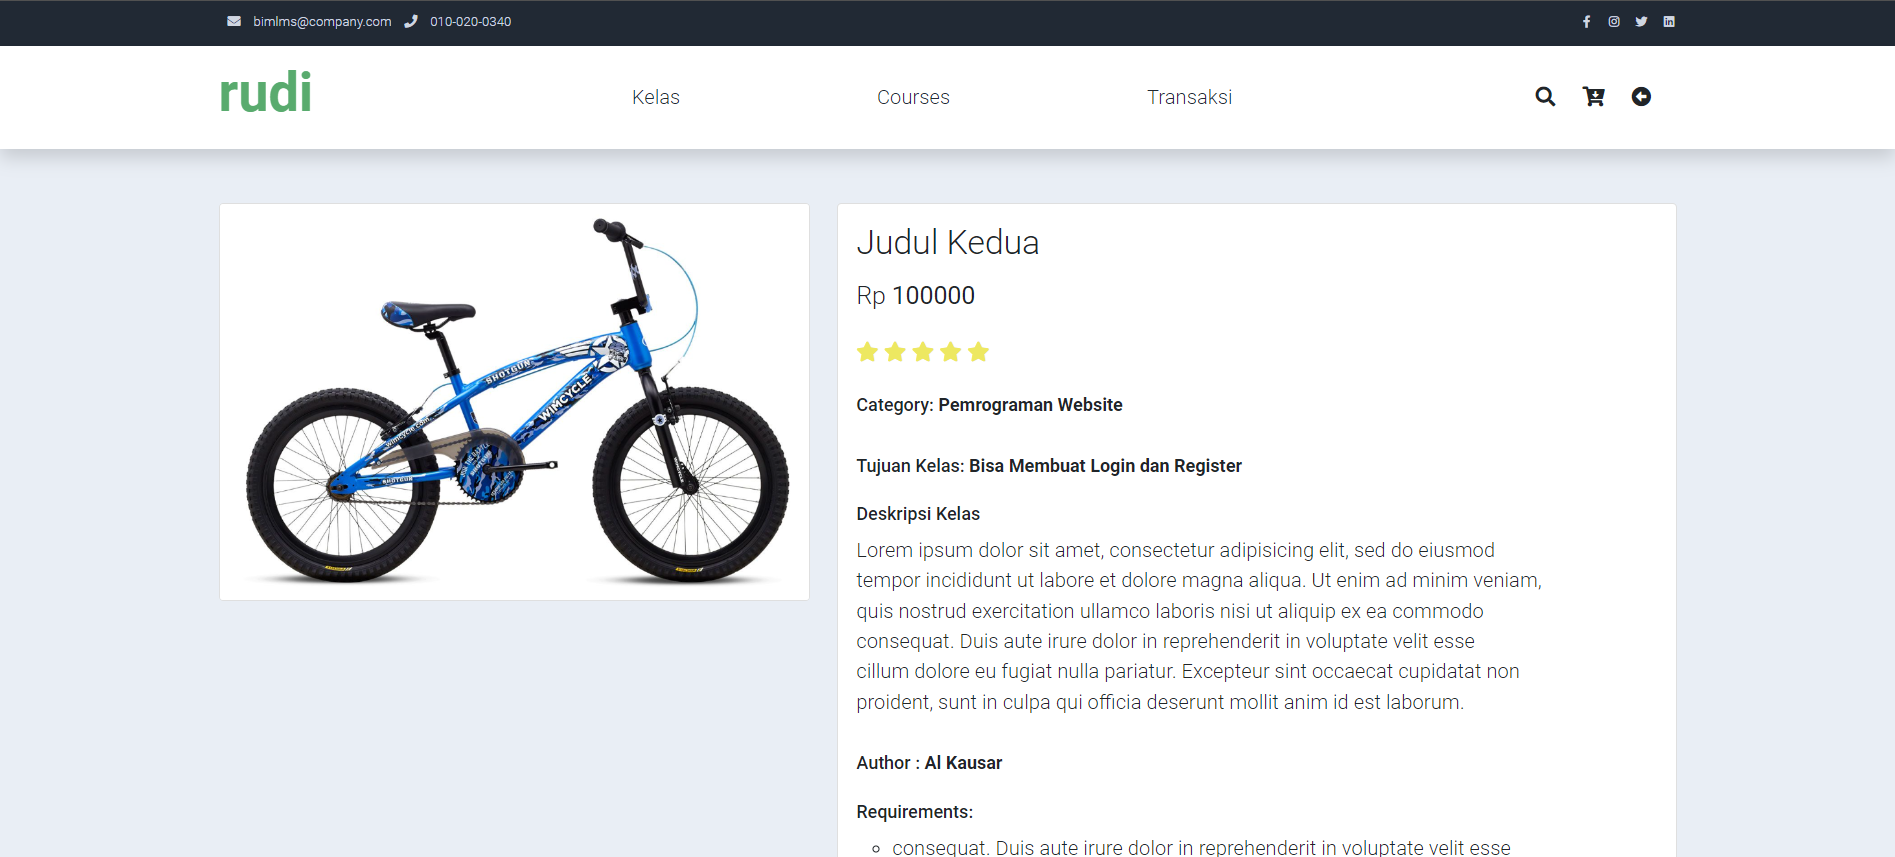 bimlms@company.com 010-020-0340
rudi
Kelas Courses Transaksi
SHOTGUN
WIMCYCLE
wimcycle.com
SHOTGUN
Judul Kedua
Rp 100000
Category: Pemrograman Website
Tujuan Kelas: Bisa Membuat Login dan Register
Deskripsi Kelas
Lorem ipsum dolor sit amet, consectetur adipisicing elit, sed do eiusmod
tempor incididunt ut labore et dolore magna aliqua. Ut enim ad minim veniam,
quis nostrud exercitation ullamco laboris nisi ut aliquip ex ea commodo
consequat. Duis aute irure dolor in reprehenderit in voluptate velit esse
cillum dolore eu fugiat nulla pariatur. Excepteur sint occaecat cupidatat non
proident, sunt in culpa qui officia deserunt mollit anim id est laborum.
Author : Al Kausar
Requirements:
consequat. Duis aute irure dolor in reprehenderit in voluptate velit esse